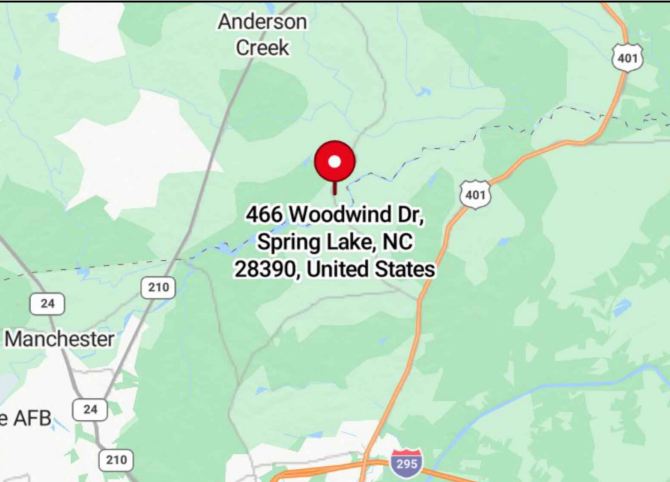 Anderson
Creek
401
401
466 Woodwind Dr,
Spring Lake, NC
28390, United States
210
24
Manchester
24
e AFB
210
295